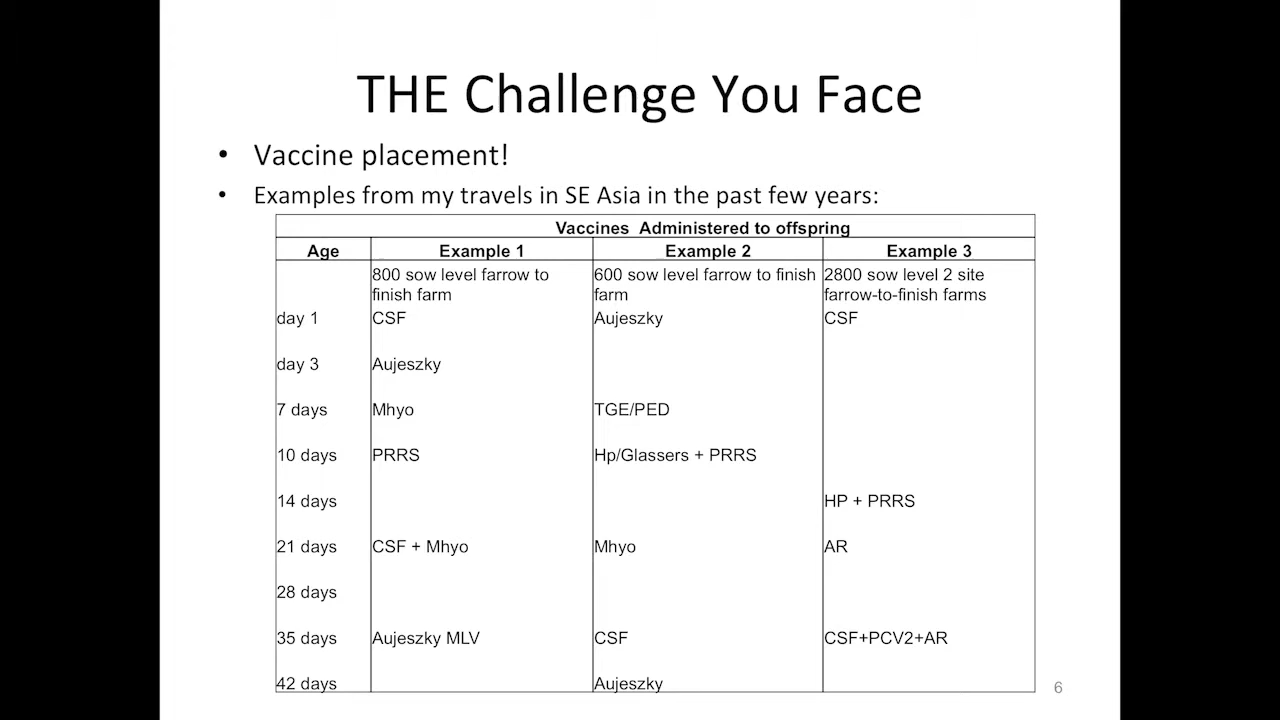 THE Challenge You Face
• Vaccine placement!
• Examples from my travels in SE Asia in the past few years:
Vaccines Administered to offspring
Age Example 1 Example 2 Example 3
800 sow level farrow to 600 sow level farrow to finish 2800 sow level 2 site
finish farm farm farrow-to-finish farms
day 1 CSF Aujeszky CSF
day 3 Aujeszky
7 days Mhyo TGE/PED
10 days PRRS Hp/Glassers + PRRS
14 days HP + PRRS
21 days CSF + Mhyo Mhyo AR
28 days
35 days Aujeszky MLV CSF CSF+PCV2+AR
42 days Aujeszky
6